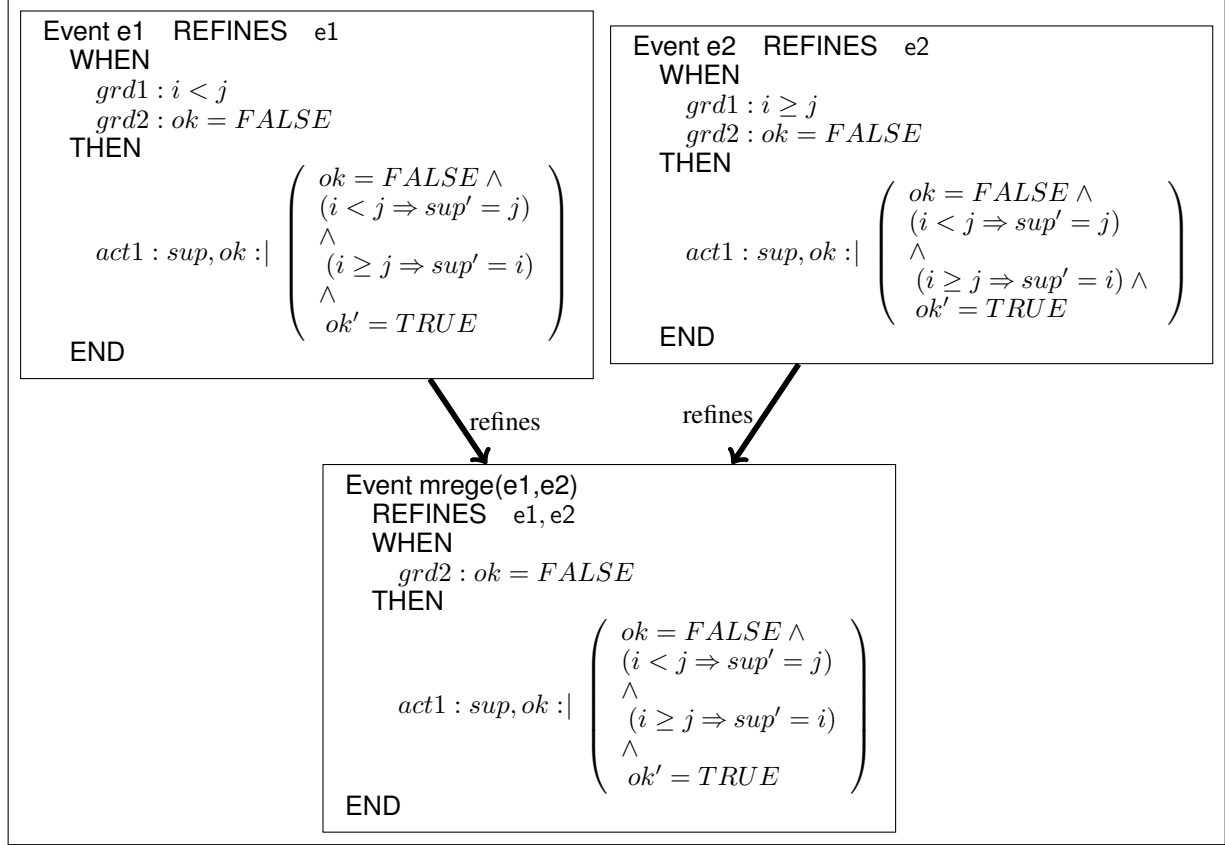 Event e1 REFINES e1
WHEN
grd1 : i < j
grd2 : ok = FALSE
THEN
act1 : sup, ok :| ( ok = FALSE ∧
(i < j ⇒ sup′ = j)
∧
(i ≥ j ⇒ sup′ = i)
∧
ok′ = TRUE )
END
Event e2 REFINES e2
WHEN
grd1 : i ≥ j
grd2 : ok = FALSE
THEN
act1 : sup, ok :| ( ok = FALSE ∧
(i < j ⇒ sup′ = j)
∧
(i ≥ j ⇒ sup′ = i) ∧
ok′ = TRUE )
END
refines
refines
Event mrege(e1,e2)
REFINES e1, e2
WHEN
grd2 : ok = FALSE
THEN
act1 : sup, ok :| ( ok = FALSE ∧
(i < j ⇒ sup′ = j)
∧
(i ≥ j ⇒ sup′ = i)
∧
ok′ = TRUE )
END